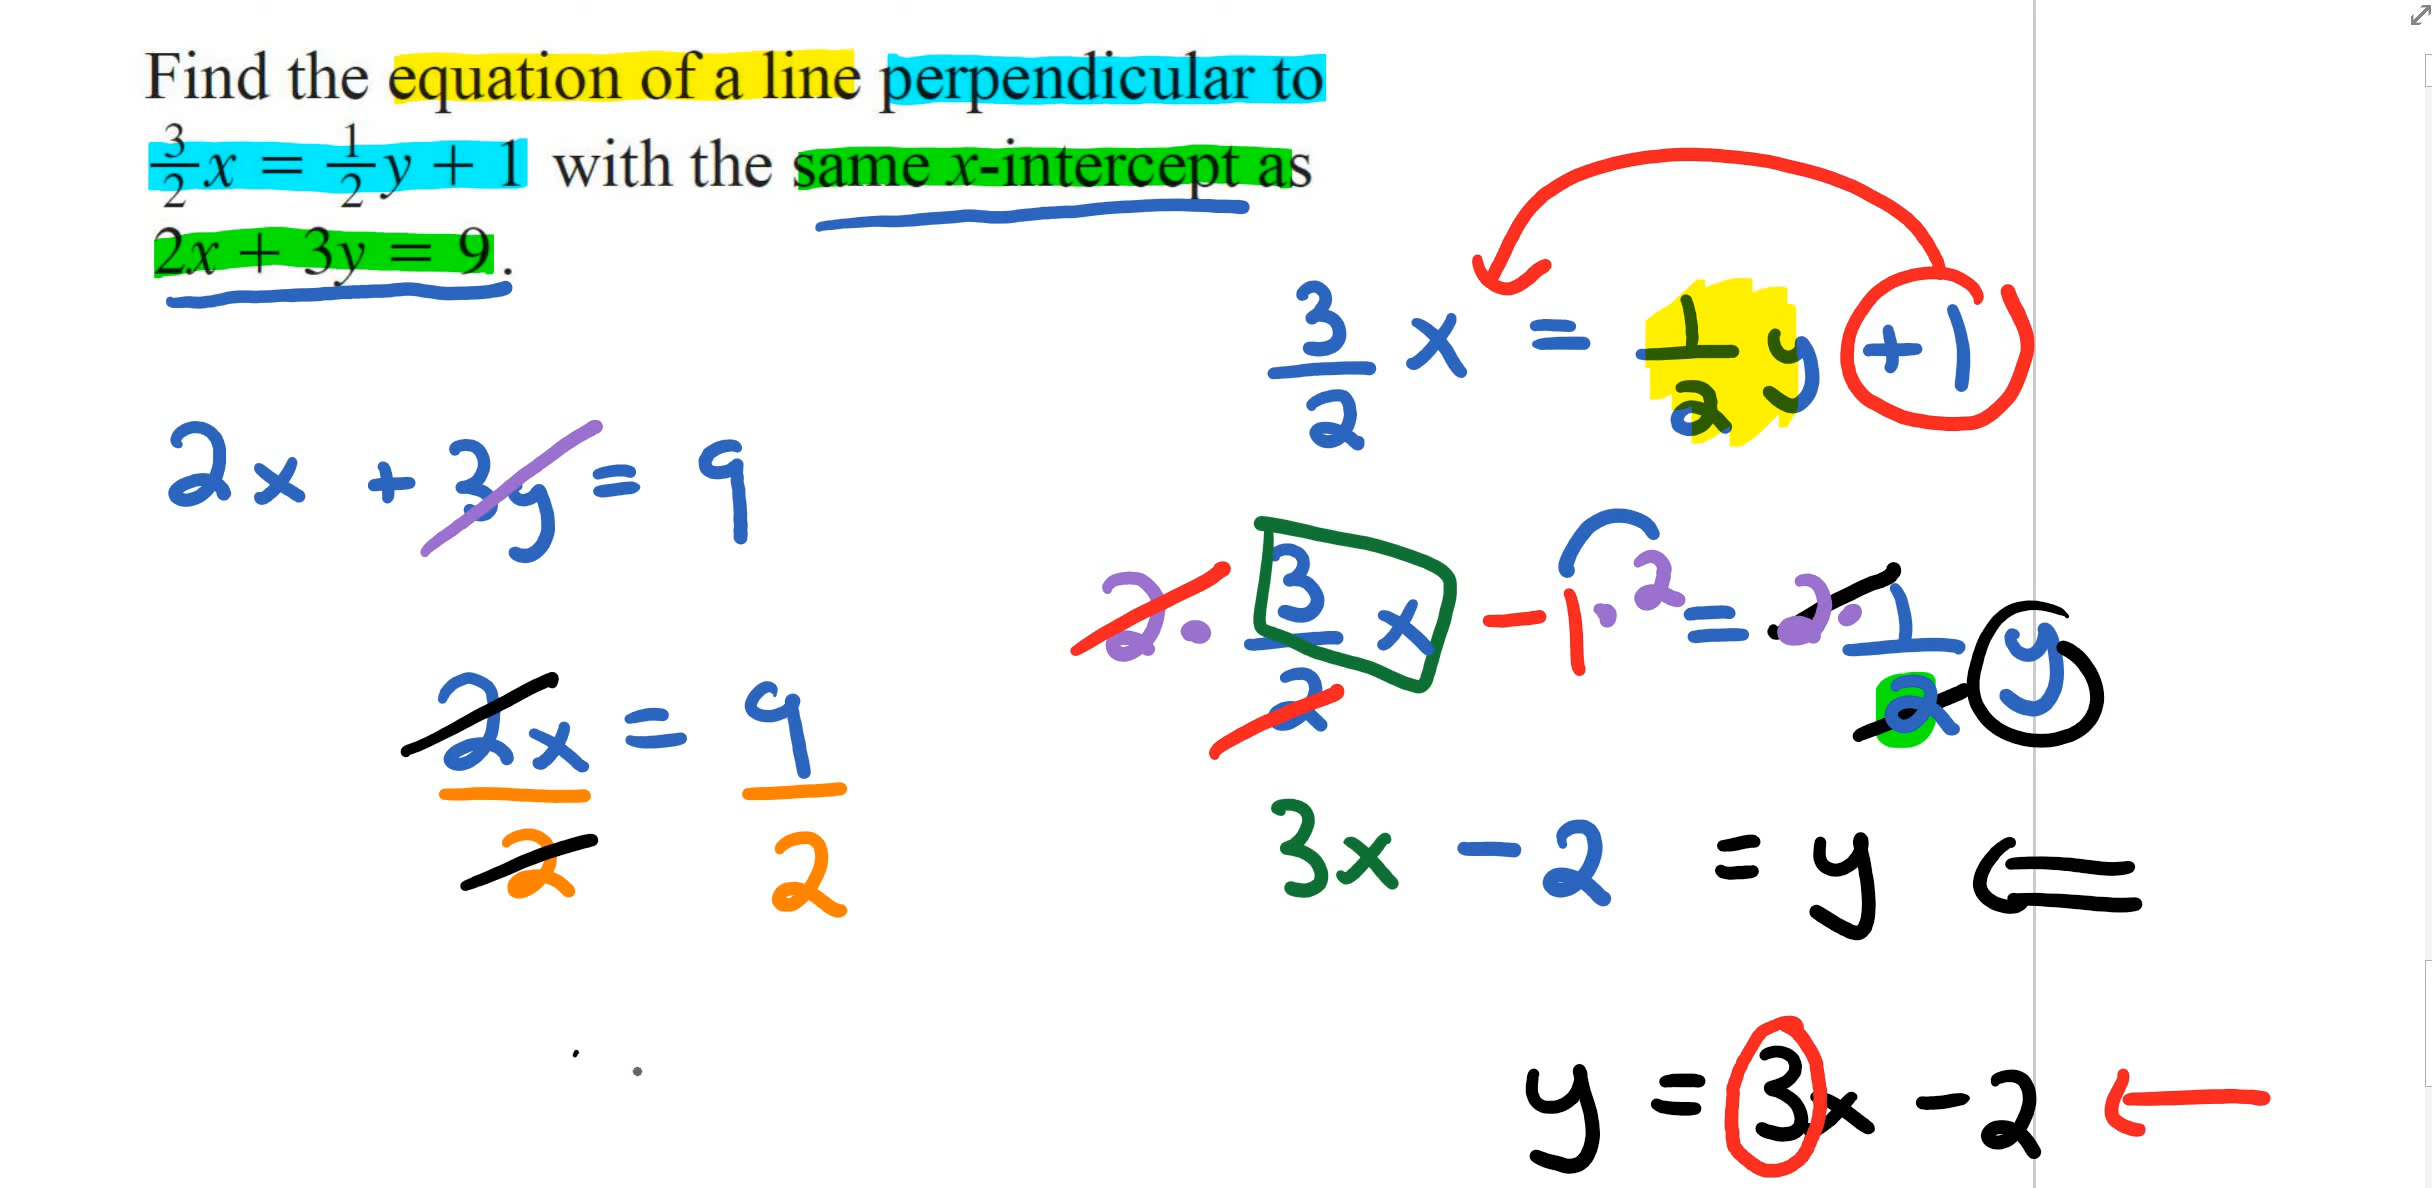 Find the equation of a line perpendicular to
3/2 x = 1/2 y + 1 with the same x-intercept as
2x + 3y = 9.
3/2 x = 1/2 y + 1
2x + 3y = 9
2 · 3/2 x - 1 · 2 = 2 · 1/2 y
2x/2 = 9/2
3x - 2 = y
y = 3x - 2